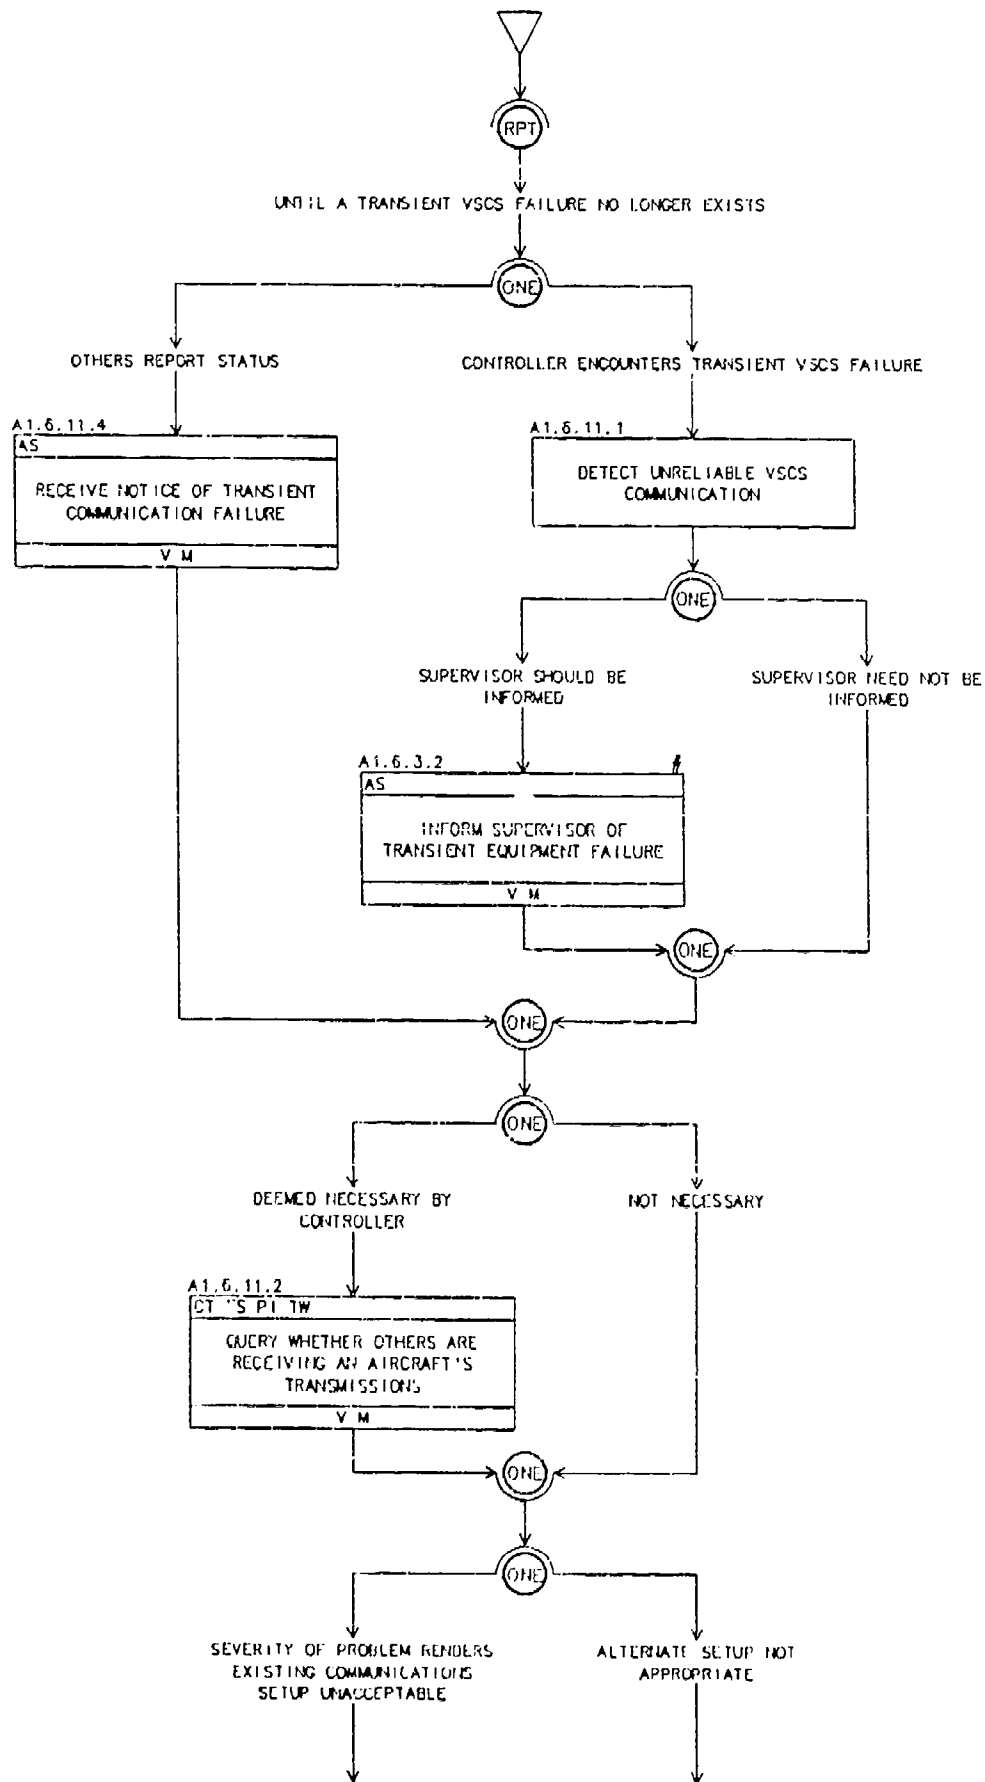 RPT
UNTIL A TRANSIENT VSCS FAILURE NO LONGER EXISTS
ONE
OTHERS REPORT STATUS
CONTROLLER ENCOUNTERS TRANSIENT VSCS FAILURE
A1.6.11.4
AS
RECEIVE NOTICE OF TRANSIENT
COMMUNICATION FAILURE
V M
A1.6.11.1
DETECT UNRELIABLE VSCS
COMMUNICATION
ONE
SUPERVISOR SHOULD BE
INFORMED
SUPERVISOR NEED NOT BE
INFORMED
A1.6.3.2
AS
INFORM SUPERVISOR OF
TRANSIENT EQUIPMENT FAILURE
V M
ONE
ONE
ONE
DEEMED NECESSARY BY
CONTROLLER
NOT NECESSARY
A1.6.11.2
CT PI TW
QUERY WHETHER OTHERS ARE
RECEIVING AN AIRCRAFT'S
TRANSMISSIONS
V M
ONE
ONE
SEVERITY OF PROBLEM RENDERS
EXISTING COMMUNICATIONS
SETUP UNACCEPTABLE
ALTERNATE SETUP NOT
APPROPRIATE